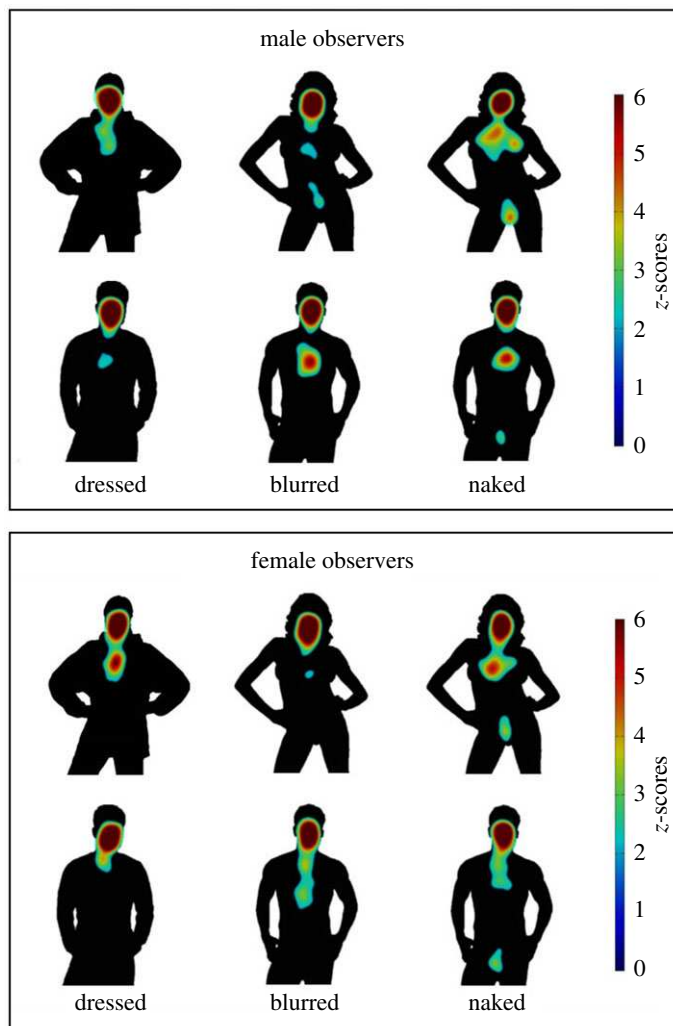 male observers
6
5
4
3
2
1
0
z-scores
dressed blurred naked
female observers
6
5
4
3
2
1
0
z-scores
dressed blurred naked